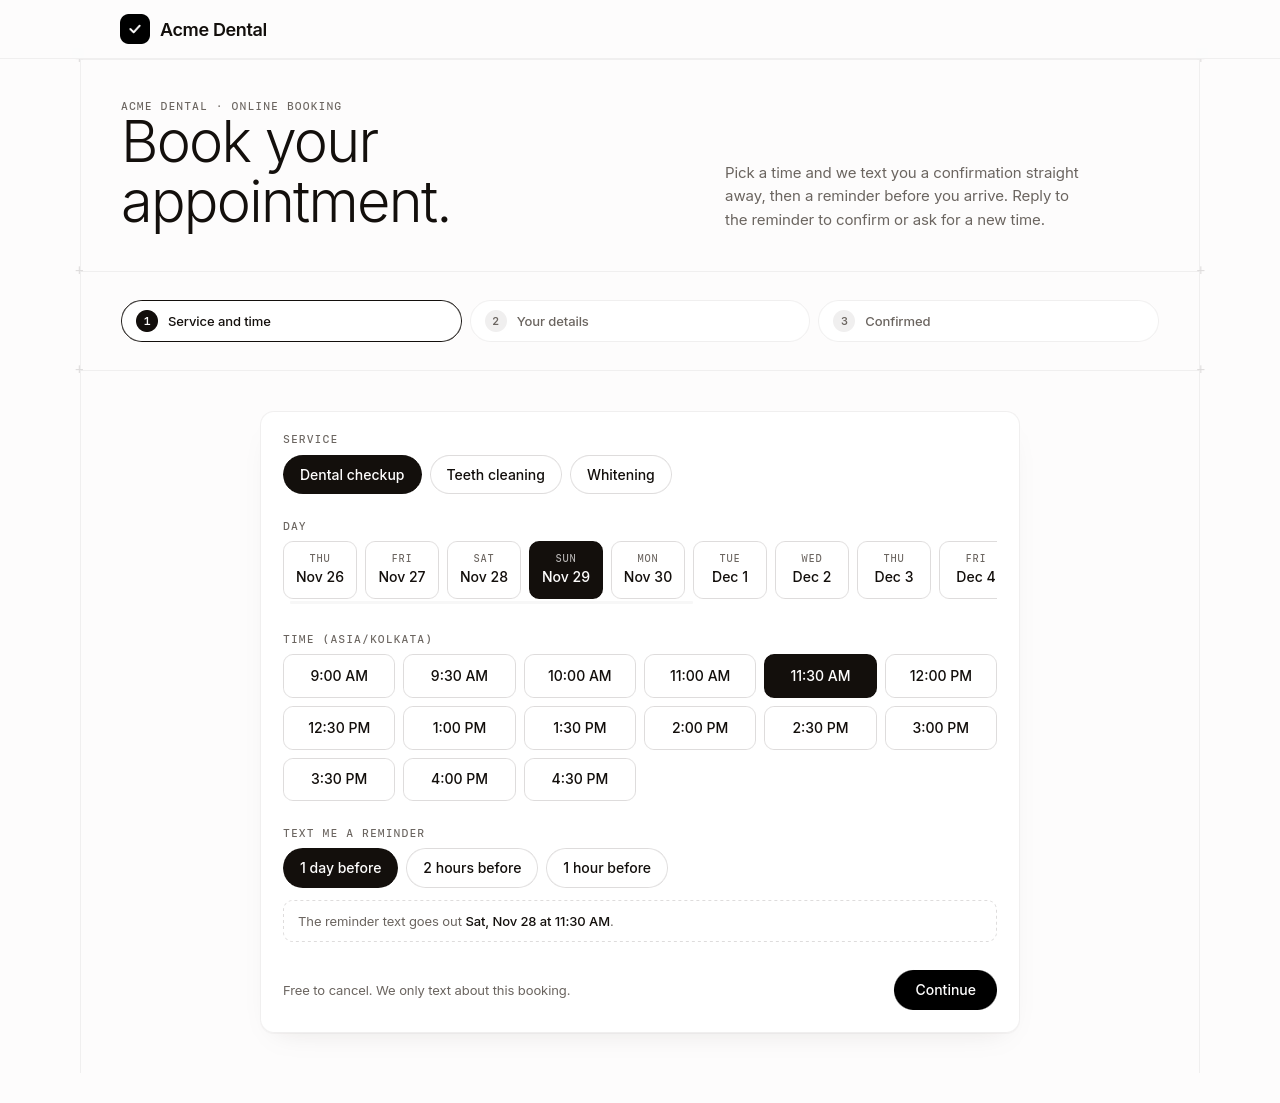 Acme Dental
ACME DENTAL · ONLINE BOOKING
Book your
appointment.
Pick a time and we text you a confirmation straight
away, then a reminder before you arrive. Reply to
the reminder to confirm or ask for a new time.
1 Service and time
2 Your details
3 Confirmed
SERVICE
Dental checkup Teeth cleaning Whitening
DAY
THU FRI SAT SUN MON TUE WED THU FRI
Nov 26 Nov 27 Nov 28 Nov 29 Nov 30 Dec 1 Dec 2 Dec 3 Dec 4
TIME (ASIA/KOLKATA)
9:00 AM 9:30 AM 10:00 AM 11:00 AM 11:30 AM 12:00 PM
12:30 PM 1:00 PM 1:30 PM 2:00 PM 2:30 PM 3:00 PM
3:30 PM 4:00 PM 4:30 PM
TEXT ME A REMINDER
1 day before 2 hours before 1 hour before
The reminder text goes out Sat, Nov 28 at 11:30 AM.
Free to cancel. We only text about this booking.
Continue